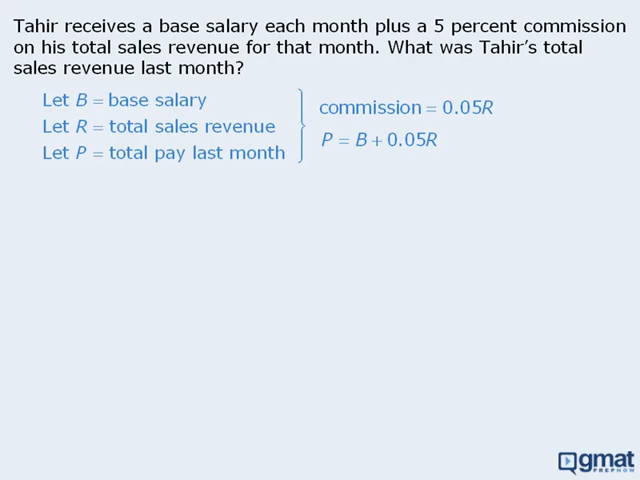 Tahir receives a base salary each month plus a 5 percent commission
on his total sales revenue for that month. What was Tahir’s total
sales revenue last month?
Let B = base salary
Let R = total sales revenue
Let P = total pay last month
commission = 0.05R
P = B + 0.05R
gmat
PREPNOW